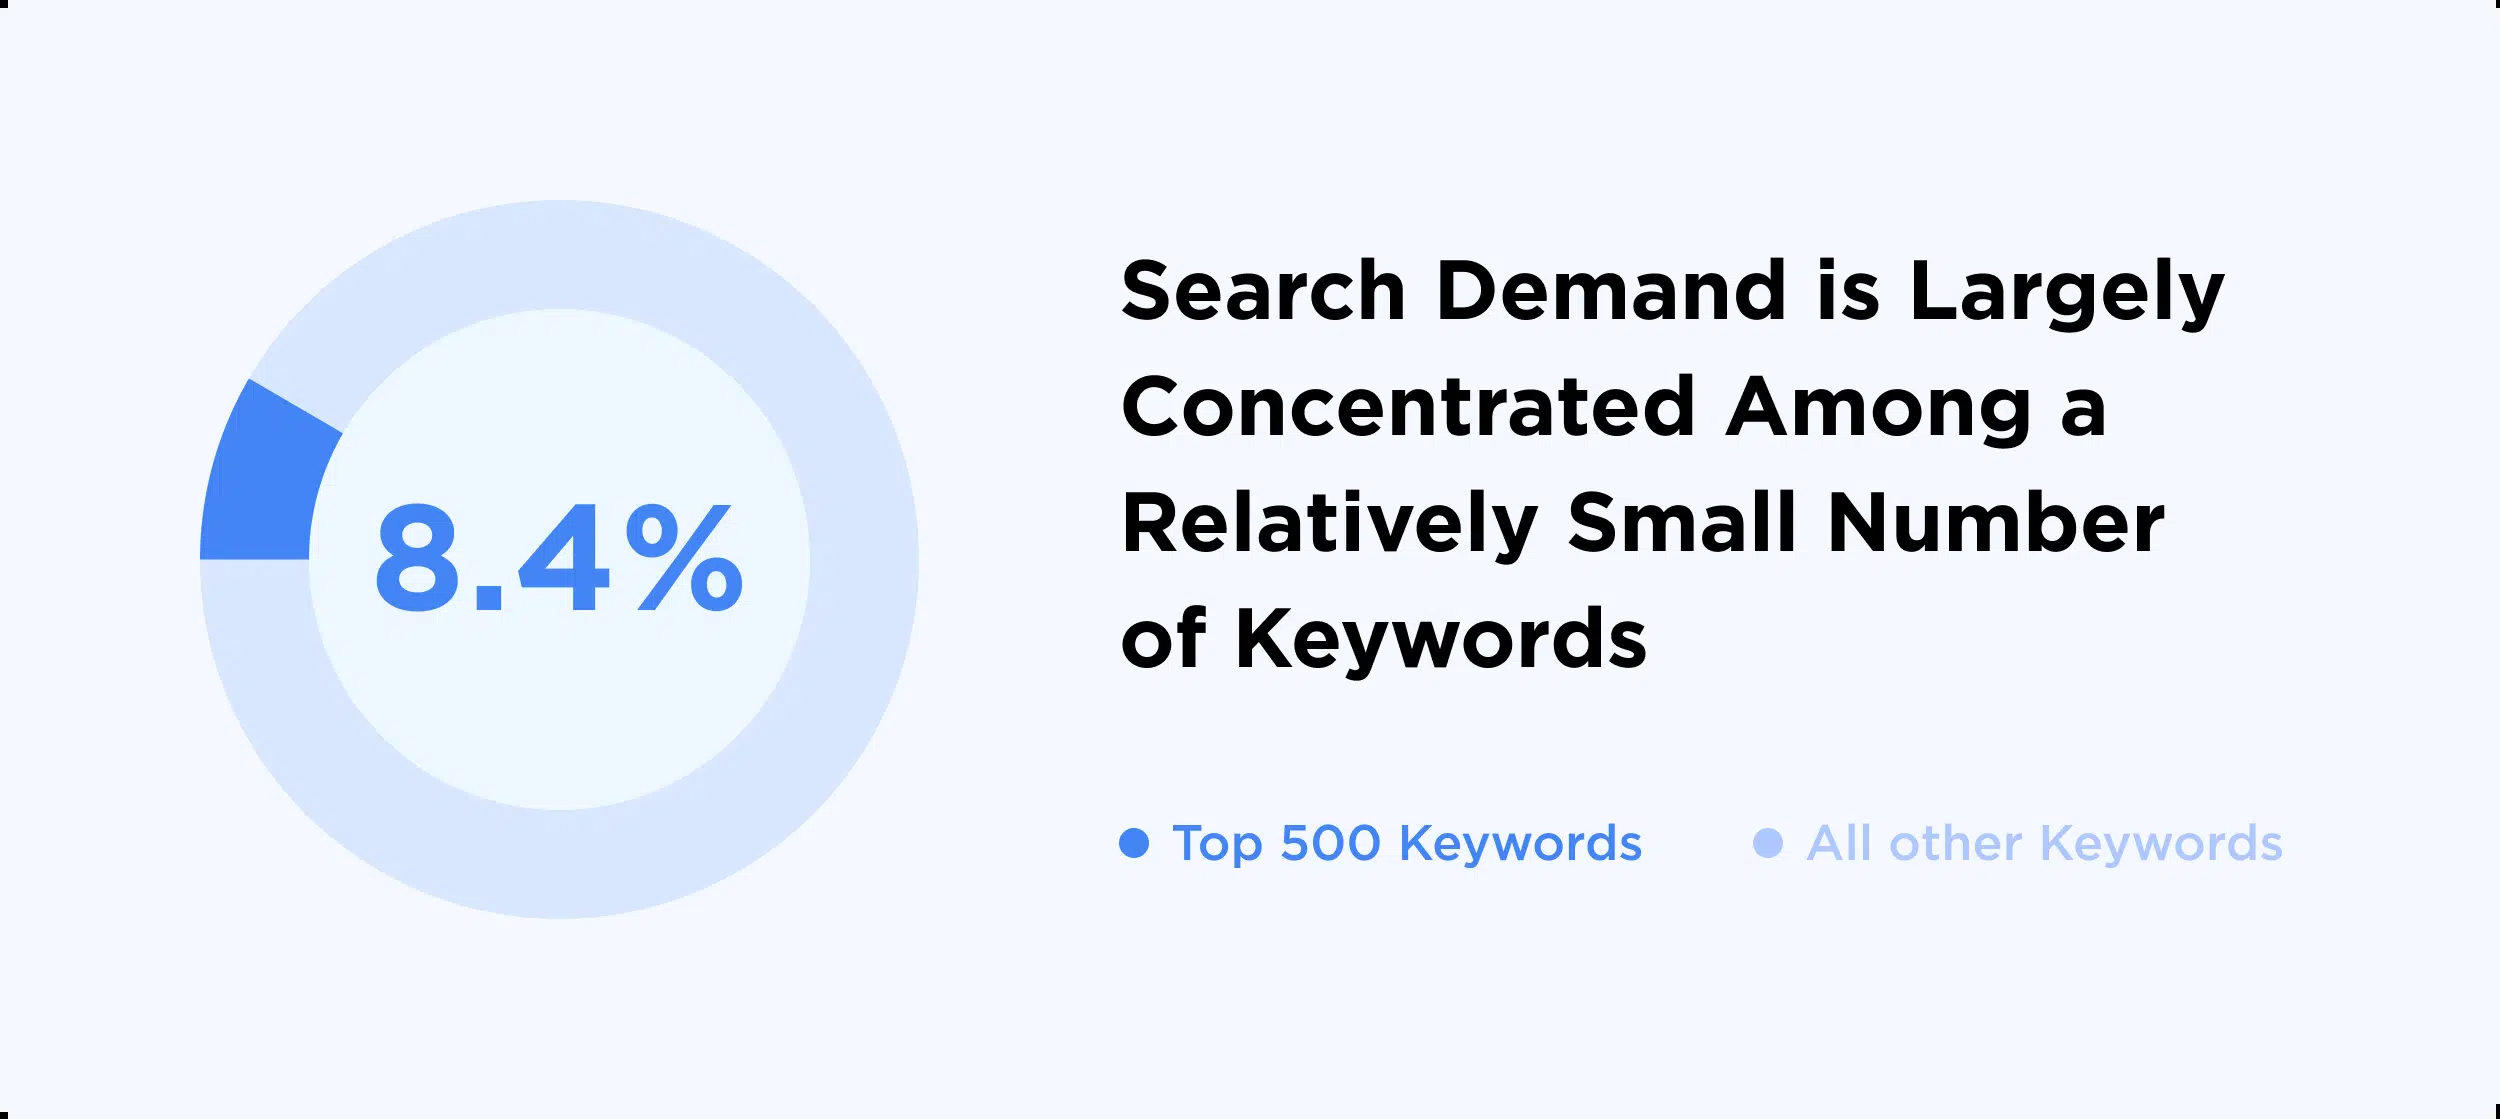 8.4%
Search Demand is Largely
Concentrated Among a
Relatively Small Number
of Keywords
Top 500 Keywords
All other Keywords